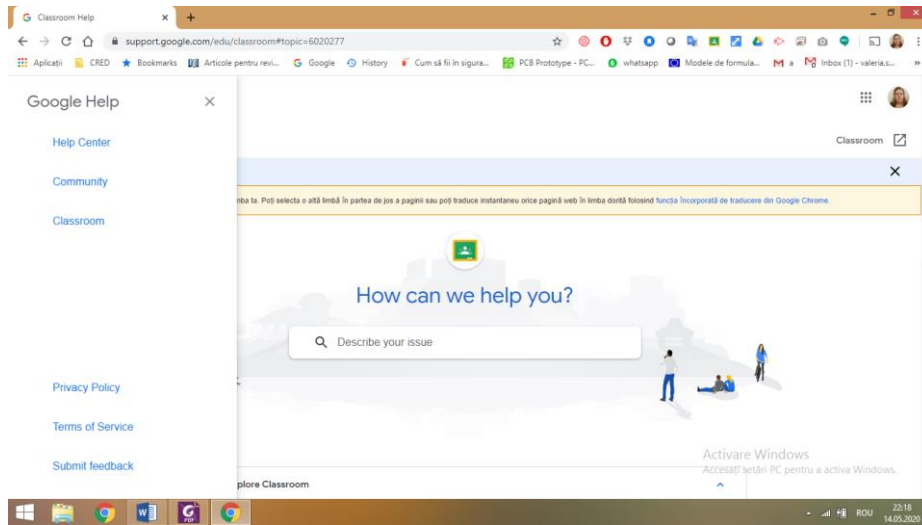 Classroom Help
support.google.com/edu/classroom#topic=6020277
Aplicații CRED Bookmarks Articole pentru revi... Google History Cum să fii în sigura... PCB Prototype - PC... whatsapp Modele de formula... M a Inbox (1) - valeria.s...
Google Help
Help Center
Community
Classroom
Privacy Policy
Terms of Service
Submit feedback
Classroom
ba ta. Poți selecta o altă limbă în partea de jos a paginii sau poți traduce instantaneu orice pagină web în limba dorită folosind funcția încorporată de traducere din Google Chrome.
How can we help you?
Describe your issue
plore Classroom
Activare Windows
Accesați setări PC pentru a activa Windows.
ROU
22:18
14.05.2020